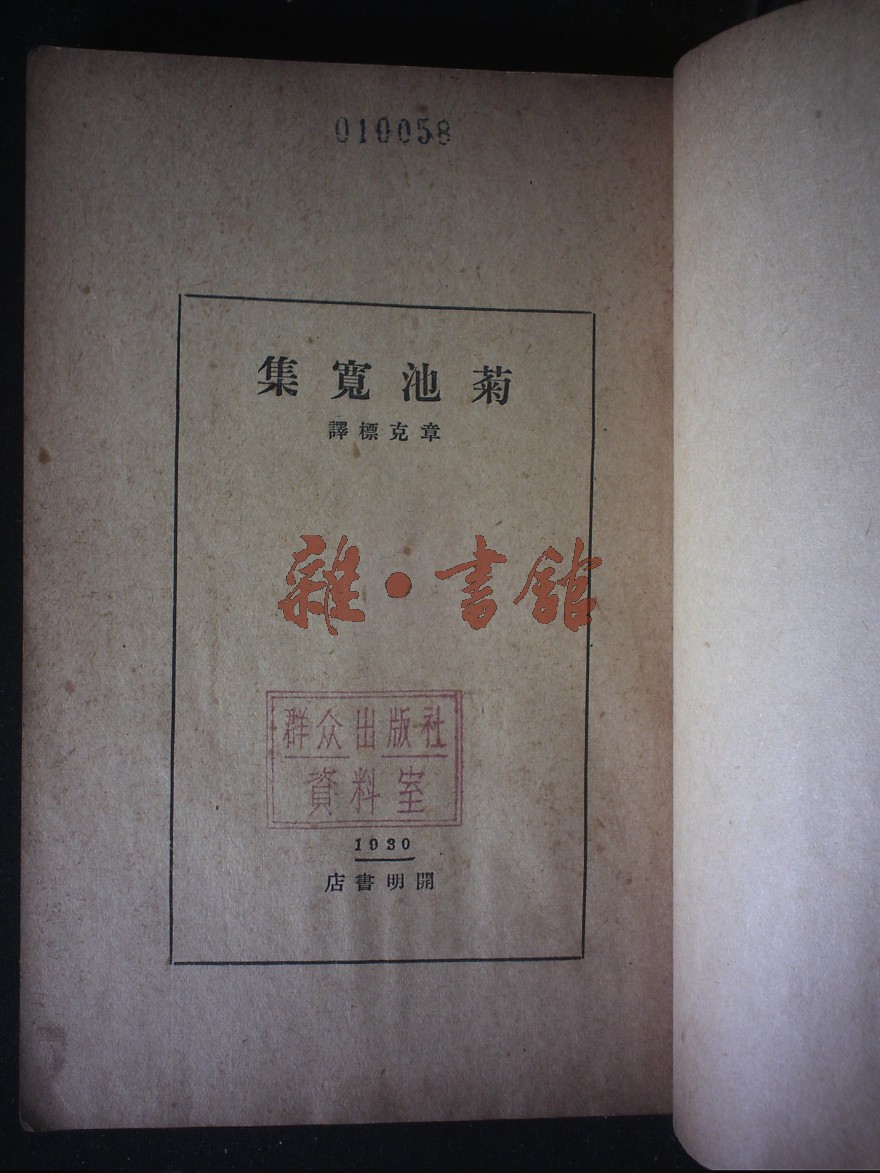 010058
菊池寬集
章克標譯
雜·書館
群众出版社
資料室
1930
開明書店